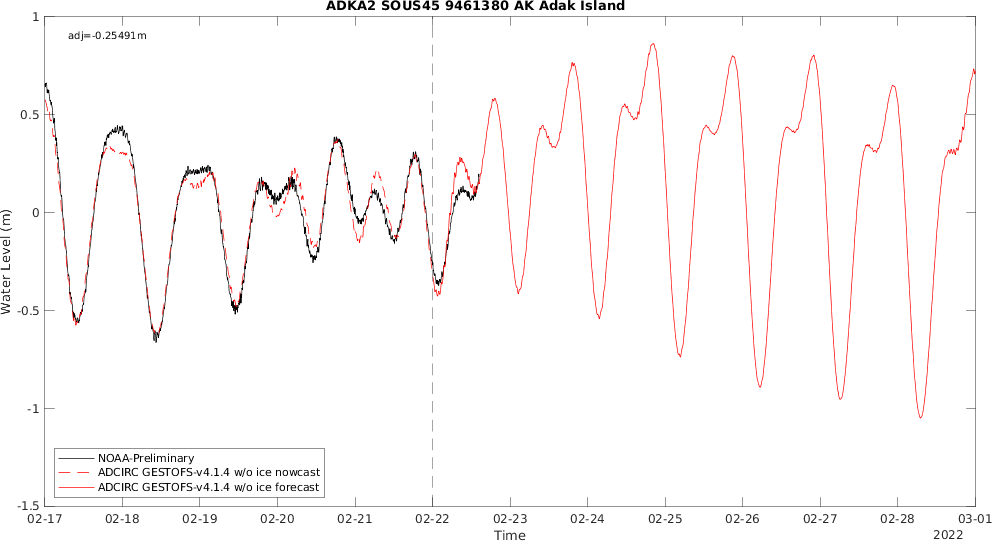 ADKA2 SOUS45 9461380 AK Adak Island
adj=-0.25491m
1
0.5
0
-0.5
-1
-1.5
Water Level (m)
NOAA-Preliminary
ADCIRC GESTOFS-v4.1.4 w/o ice nowcast
ADCIRC GESTOFS-v4.1.4 w/o ice forecast
02-17 02-18 02-19 02-20 02-21 02-22 02-23 02-24 02-25 02-26 02-27 02-28 03-01
Time
2022